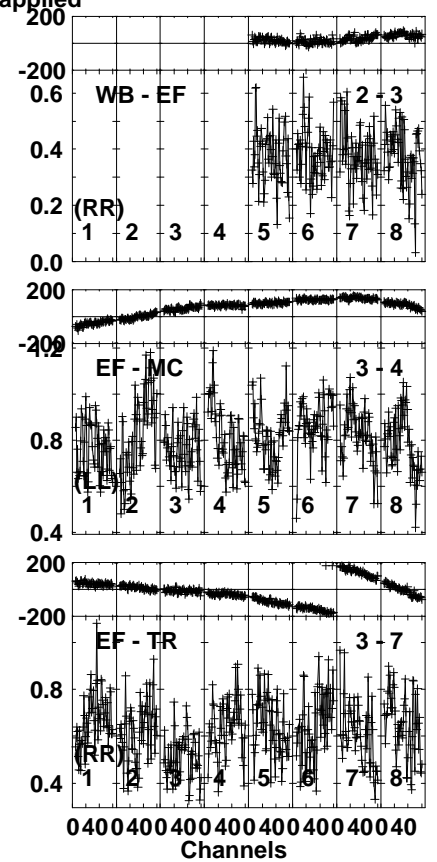 applied
200
-200
0.6
WB - EF 2 - 3
0.4
0.2
(RR)
1 2 3 4 5 6 7 8
0.0
200
-200
1.2
EF - MC 3 - 4
0.8
(LL)
1 2 3 4 5 6 7 8
0.4
200
-200
EF - TR 3 - 7
0.8
(RR)
0.4
1 2 3 4 5 6 7 8
0 40 0 40 0 40 0 40 0 40 0 40 0 40 0 40
Channels